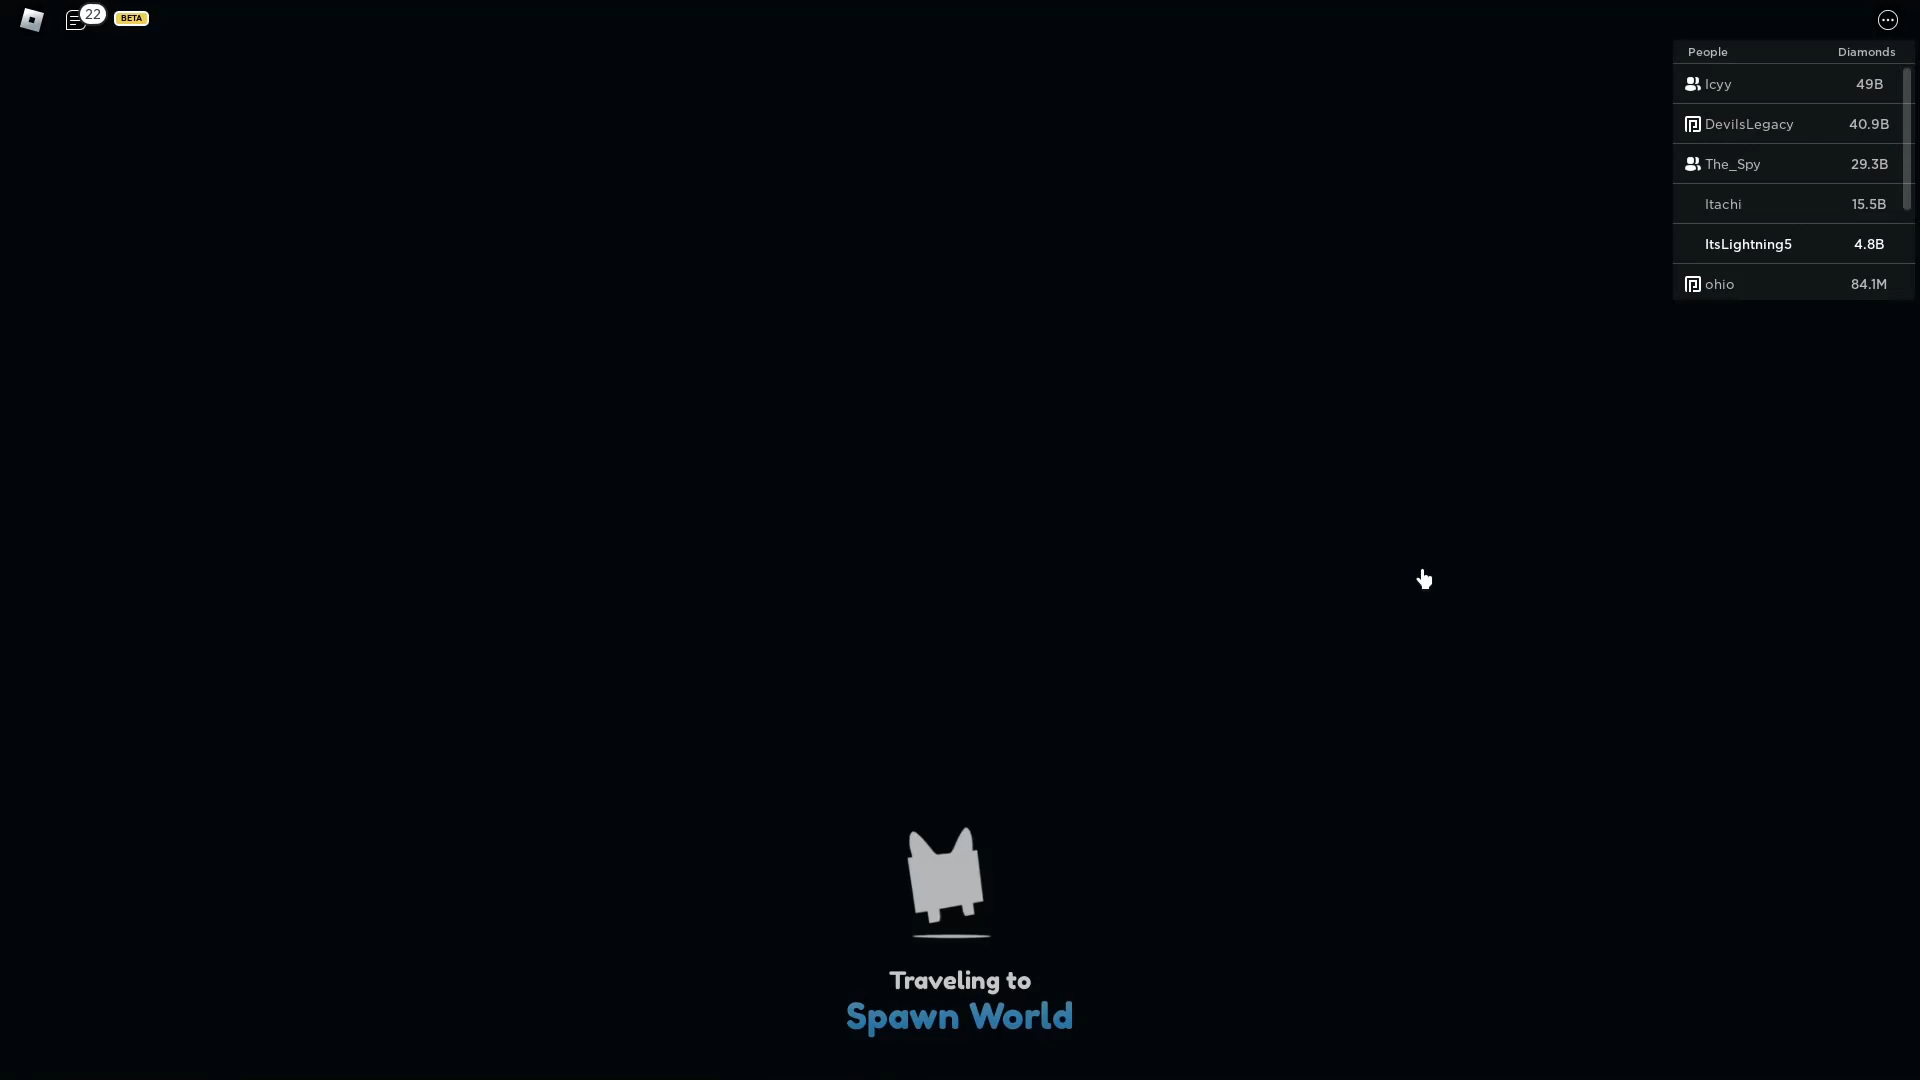 22
BETA
People Diamonds
Icyy 49B
DevilsLegacy 40.9B
The_Spy 29.3B
Itachi 15.5B
ItsLightning5 4.8B
ohio 84.1M
Traveling to
Spawn World